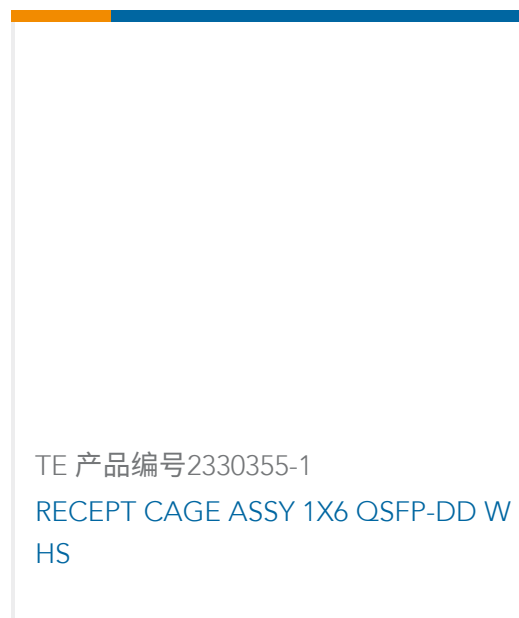 TE 产品编号2330355-1
RECEPT CAGE ASSY 1X6 QSFP-DD W
HS